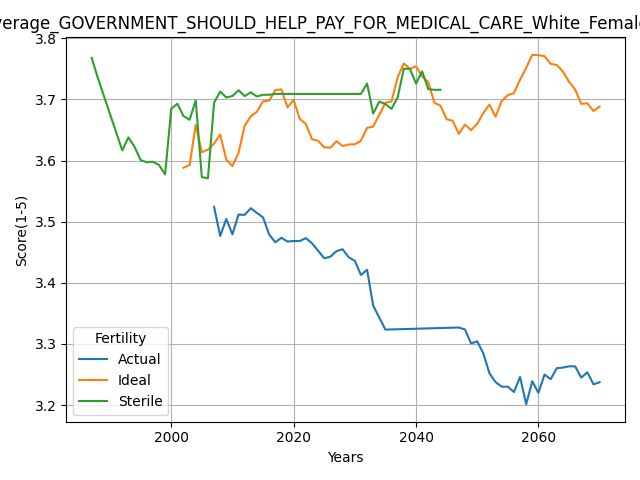 verage_GOVERNMENT_SHOULD_HELP_PAY_FOR_MEDICAL_CARE_White_Female
3.8
3.7
3.6
3.5
3.4
3.3
3.2
Score(1-5)
Fertility
Actual
Ideal
Sterile
2000 2020 2040 2060
Years